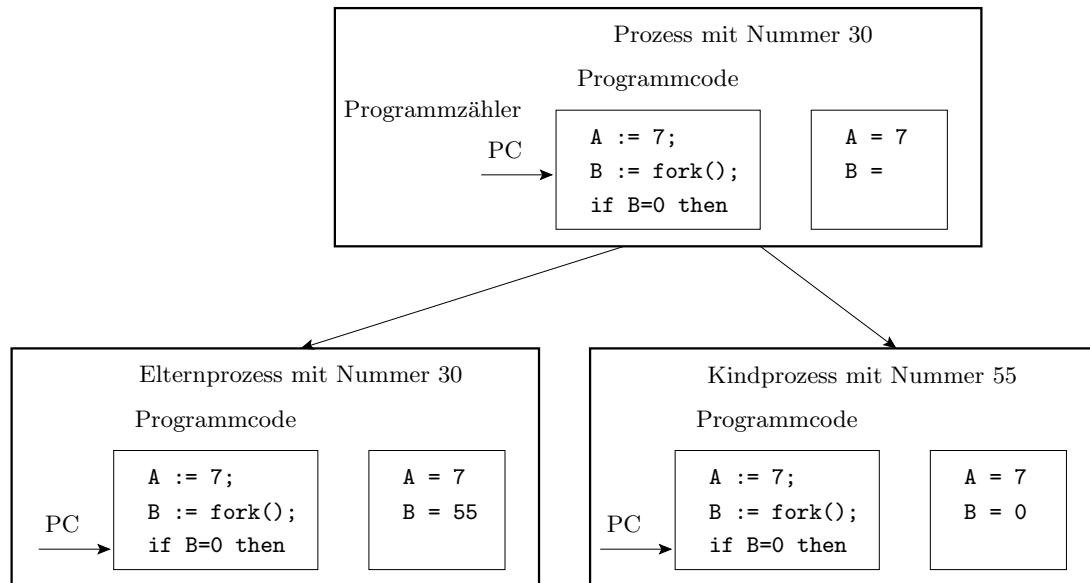 Prozess mit Nummer 30
Programmcode
Programmzähler
PC
A := 7;
B := fork();
if B=0 then
A = 7
B =
Elternprozess mit Nummer 30
Programmcode
PC
A := 7;
B := fork();
if B=0 then
A = 7
B = 55
Kindprozess mit Nummer 55
Programmcode
PC
A := 7;
B := fork();
if B=0 then
A = 7
B = 0